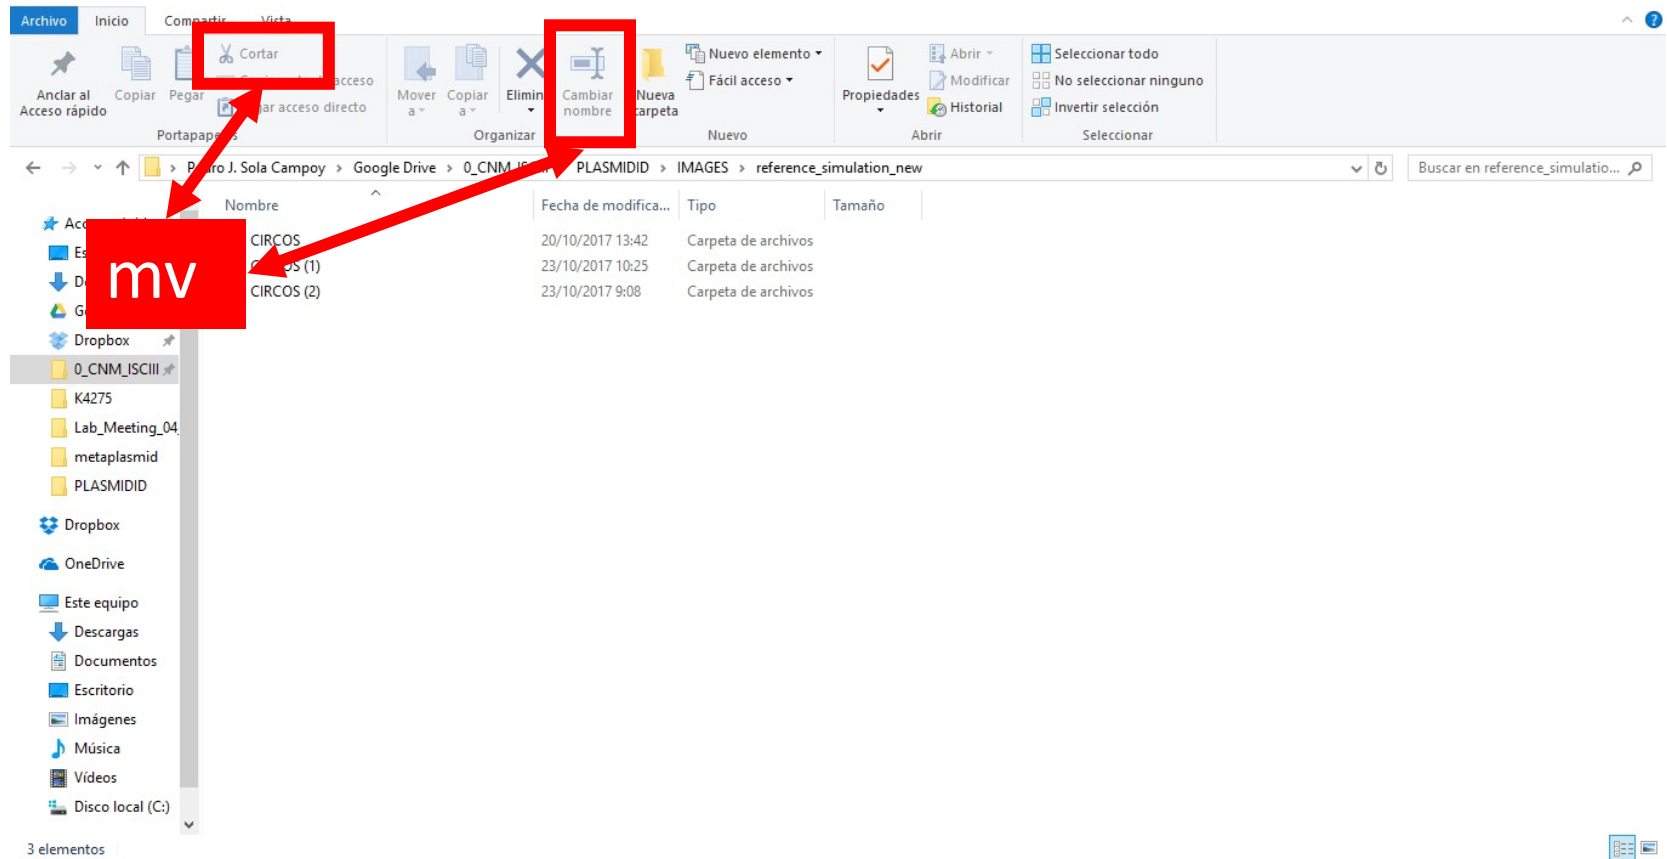 Archivo Inicio Compartir Vista
Cortar
Nuevo elemento
Abrir
Seleccionar todo
acceso
Fácil acceso
Modificar
No seleccionar ninguno
Anclar al
Acceso rápido
Copiar
Pegar
acceso directo
Mover
a
Copiar
a
Cambiar
nombre
Nueva
Propiedades
Historial
Invertir selección
Organizar
Nuevo
Abrir
Seleccionar
J. Sola Campoy > Google Drive > PLASMIDID > IMAGES > reference_simulation_new
Buscar en reference_simulatio...
Nombre Fecha de modifica... Tipo Tamaño
CIRCOS 20/10/2017 13:42 Carpeta de archivos
(1) 23/10/2017 10:25 Carpeta de archivos
CIRCOS (2) 23/10/2017 9:08 Carpeta de archivos
mv
Dropbox
0_CNM_ISCIII
K4275
Lab_Meeting_04
metaplasmid
PLASMIDID
Dropbox
OneDrive
Este equipo
Descargas
Documentos
Escritorio
Imágenes
Música
Vídeos
Disco local (C:)
3 elementos